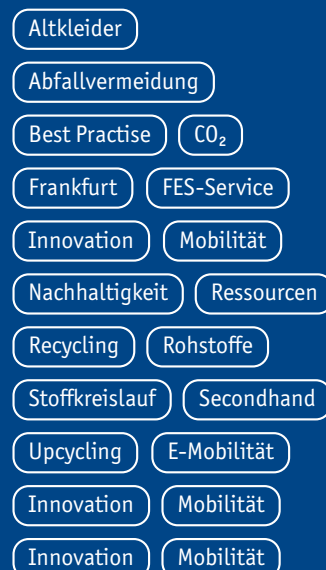 Altkleider
Abfallvermeidung
Best Practise CO₂
Frankfurt FES-Service
Innovation Mobilität
Nachhaltigkeit Ressourcen
Recycling Rohstoffe
Stoffkreislauf Secondhand
Upcycling E-Mobilität
Innovation Mobilität
Innovation Mobilität